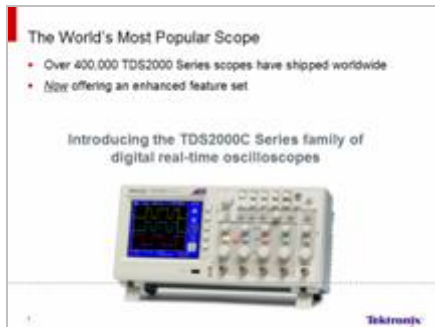 The World's Most Popular Scope
• Over 400,000 TDS2000 Series scopes have shipped worldwide
• Now offering an enhanced feature set
Introducing the TDS2000C Series family of
digital real-time oscilloscopes
Tektronix